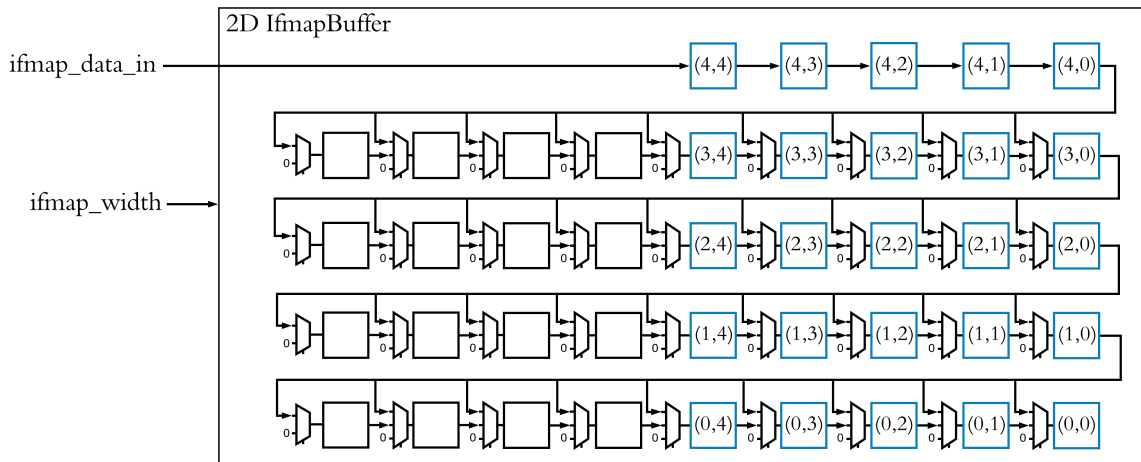 2D IfmapBuffer
ifmap_data_in
(4,4) (4,3) (4,2) (4,1) (4,0)
0 0 0 0 0 0 0 0 0
(3,4) (3,3) (3,2) (3,1) (3,0)
ifmap_width
0 0 0 0 0 0 0 0 0
(2,4) (2,3) (2,2) (2,1) (2,0)
0 0 0 0 0 0 0 0 0
(1,4) (1,3) (1,2) (1,1) (1,0)
0 0 0 0 0 0 0 0 0
(0,4) (0,3) (0,2) (0,1) (0,0)